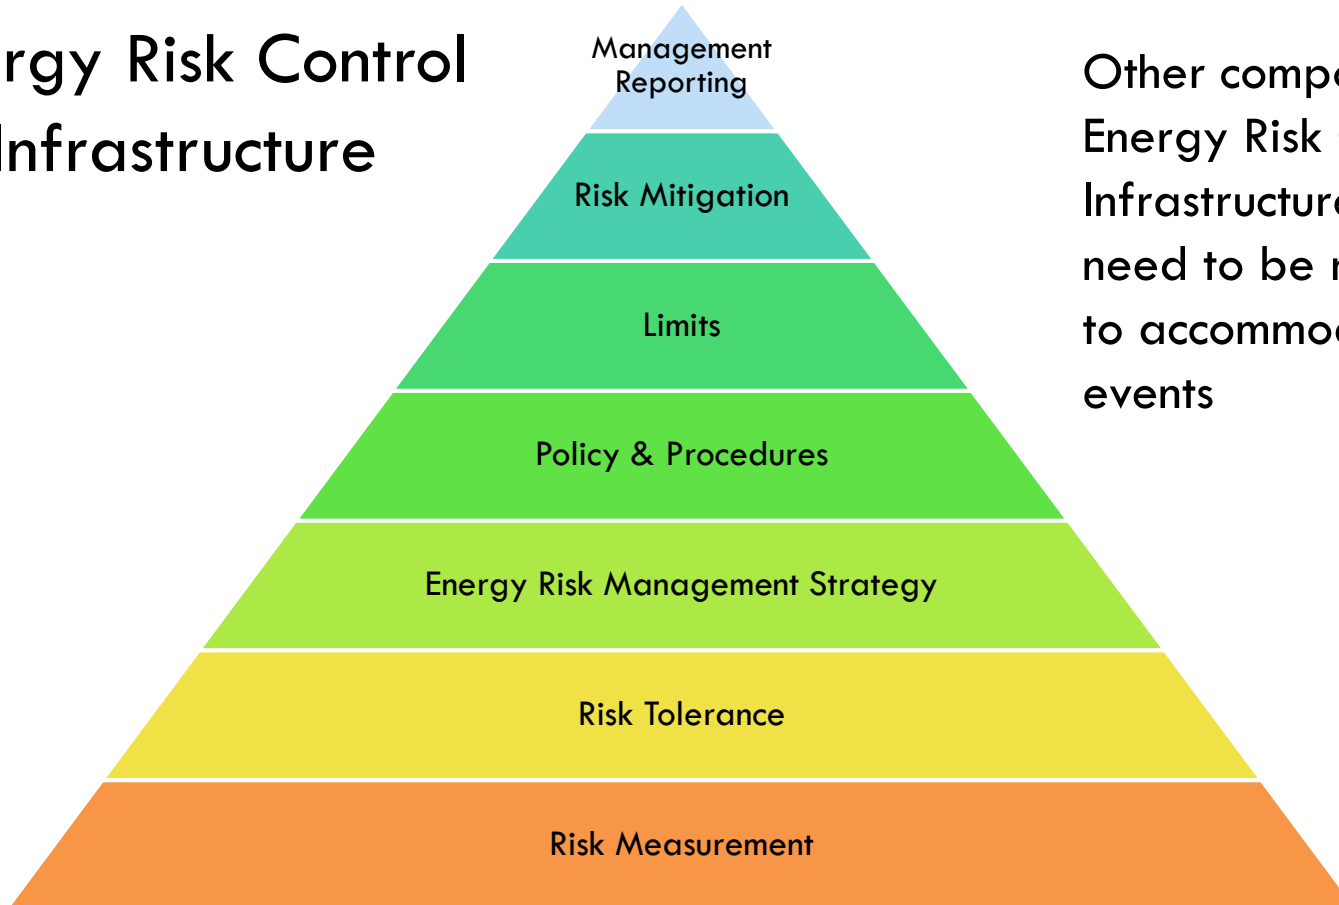 rgy Risk Control
Infrastructure
Management
Reporting
Risk Mitigation
Limits
Policy & Procedures
Energy Risk Management Strategy
Risk Tolerance
Risk Measurement
Other comp
Energy Risk
Infrastructur
need to be
to accommo
events